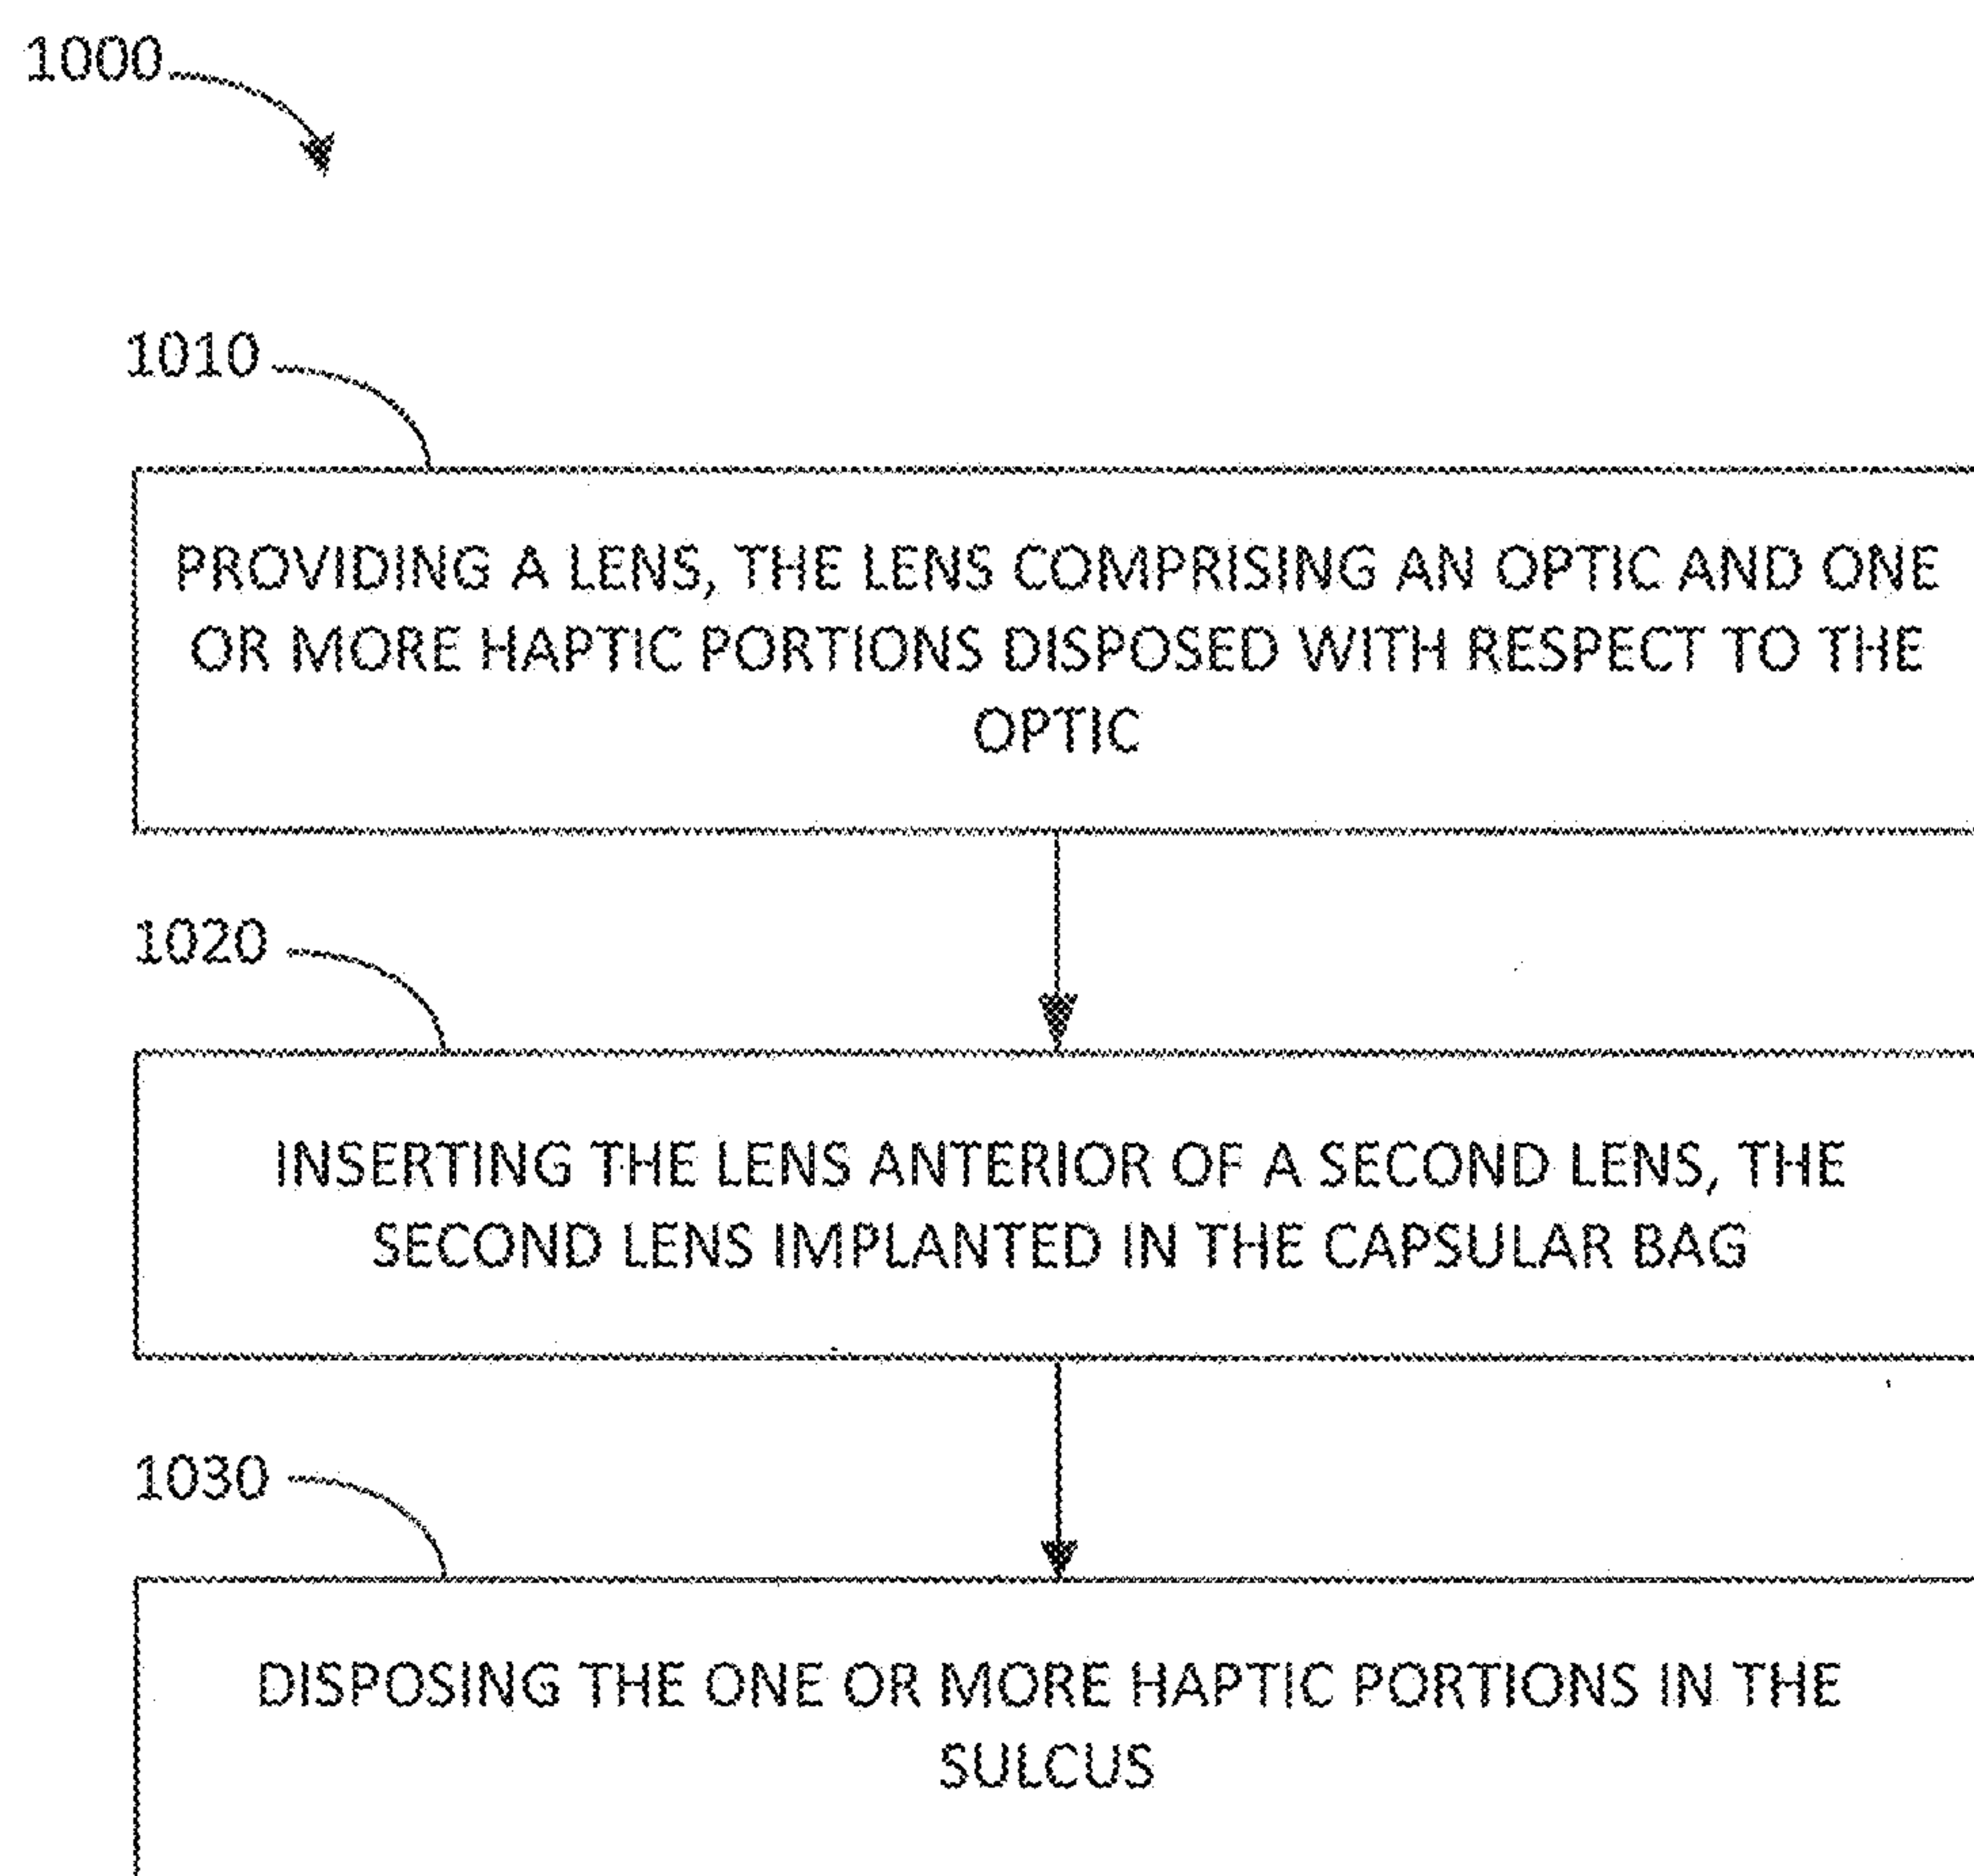 1000
1010
PROVIDING A LENS, THE LENS COMPRISING AN OPTIC AND ONE
OR MORE HAPTIC PORTIONS DISPOSED WITH RESPECT TO THE
OPTIC
1020
INSERTING THE LENS ANTERIOR OF A SECOND LENS, THE
SECOND LENS IMPLANTED IN THE CAPSULAR BAG
1030
DISPOSING THE ONE OR MORE HAPTIC PORTIONS IN THE
SULCUS